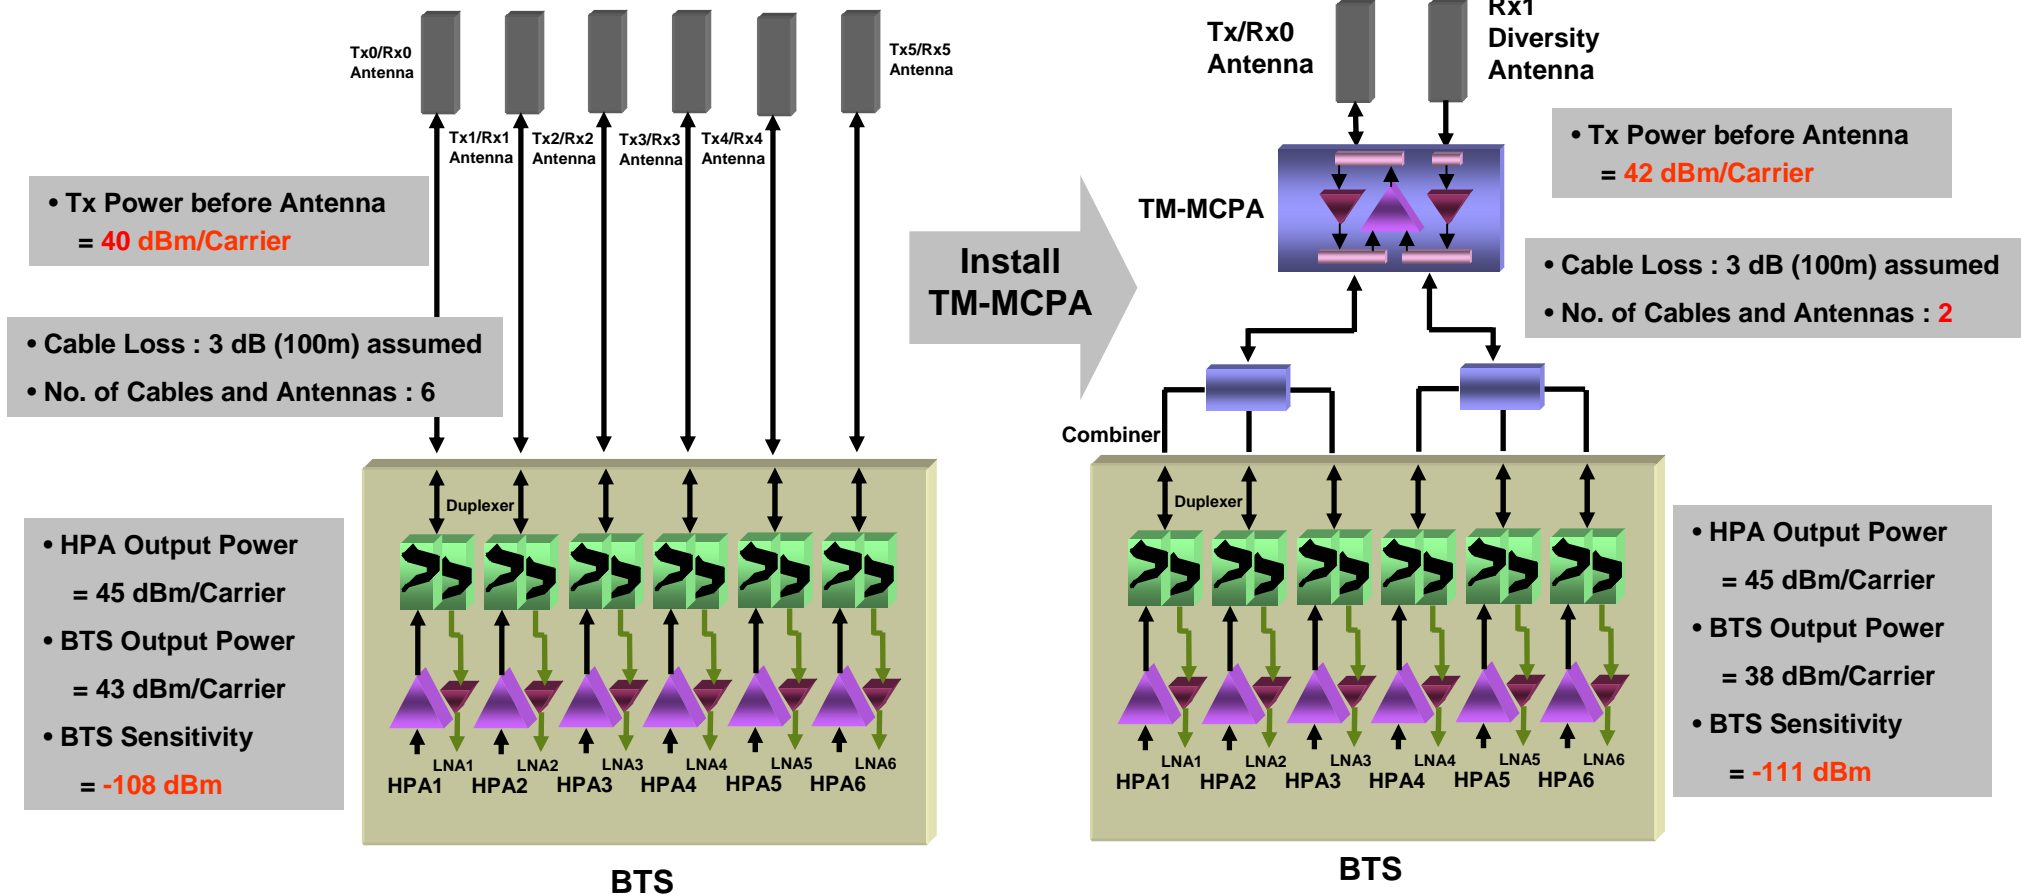 Tx0/Rx0
Antenna
Tx5/Rx5
Antenna
Tx1/Rx1
Antenna
Tx2/Rx2
Antenna
Tx3/Rx3
Antenna
Tx4/Rx4
Antenna
• Tx Power before Antenna
= 40 dBm/Carrier
• Cable Loss : 3 dB (100m) assumed
• No. of Cables and Antennas : 6
Duplexer
• HPA Output Power
= 45 dBm/Carrier
• BTS Output Power
= 43 dBm/Carrier
• BTS Sensitivity
= -108 dBm
LNA1
LNA2
LNA3
LNA4
LNA5
LNA6
HPA1
HPA2
HPA3
HPA4
HPA5
HPA6
BTS
Install
TM-MCPA
Tx/Rx0
Antenna
Rx1
Diversity
Antenna
• Tx Power before Antenna
= 42 dBm/Carrier
TM-MCPA
• Cable Loss : 3 dB (100m) assumed
• No. of Cables and Antennas : 2
Combiner
Duplexer
• HPA Output Power
= 45 dBm/Carrier
• BTS Output Power
= 38 dBm/Carrier
• BTS Sensitivity
= -111 dBm
LNA1
LNA2
LNA3
LNA4
LNA5
LNA6
HPA1
HPA2
HPA3
HPA4
HPA5
HPA6
BTS